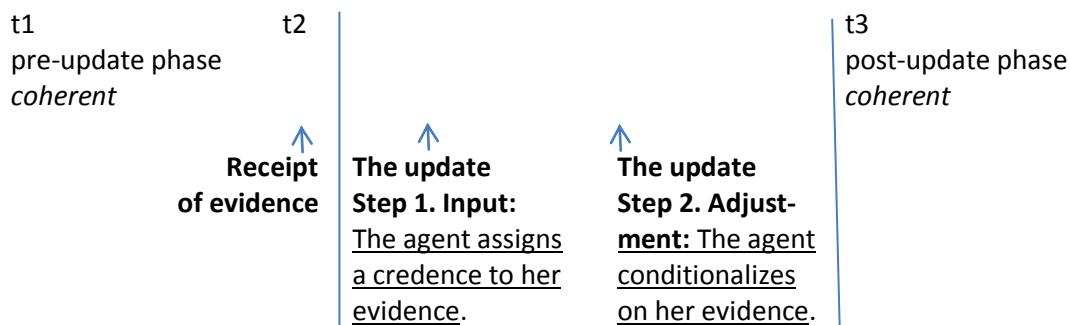 t1 t2 t3
pre-update phase post-update phase
coherent coherent
Receipt
of evidence
The update
Step 1. Input:
The agent assigns
a credence to her
evidence.
The update
Step 2. Adjust-
ment: The agent
conditionalizes
on her evidence.